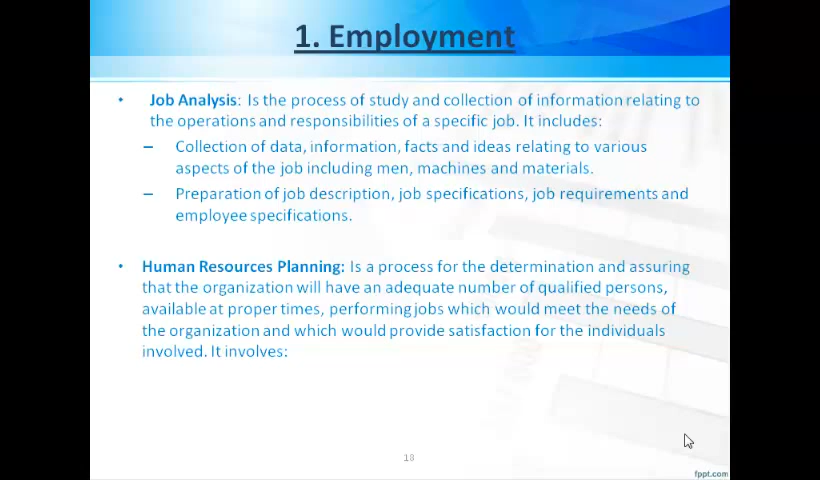 1. Employment
• Job Analysis: Is the process of study and collection of information relating to
the operations and responsibilities of a specific job. It includes:
– Collection of data, information, facts and ideas relating to various
aspects of the job including men, machines and materials.
– Preparation of job description, job specifications, job requirements and
employee specifications.
• Human Resources Planning: Is a process for the determination and assuring
that the organization will have an adequate number of qualified persons,
available at proper times, performing jobs which would meet the needs of
the organization and which would provide satisfaction for the individuals
involved. It involves:
18
fppt.com